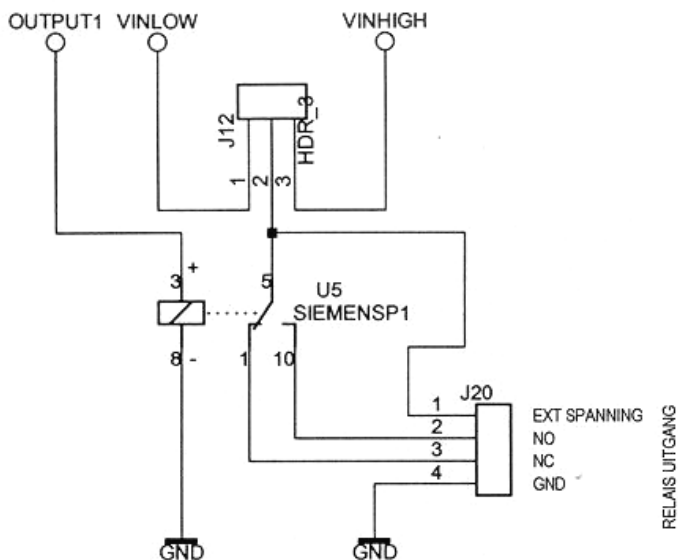 OUTPUT1 VINLOW VINHIGH
J12
HDR_3
1 2 3
3 +
5
U5
SIEMENSP1
8 -
1 10
J20
1 EXT SPANNING
2 NO
3 NC
4 GND
RELAIS UITGANG
GND GND